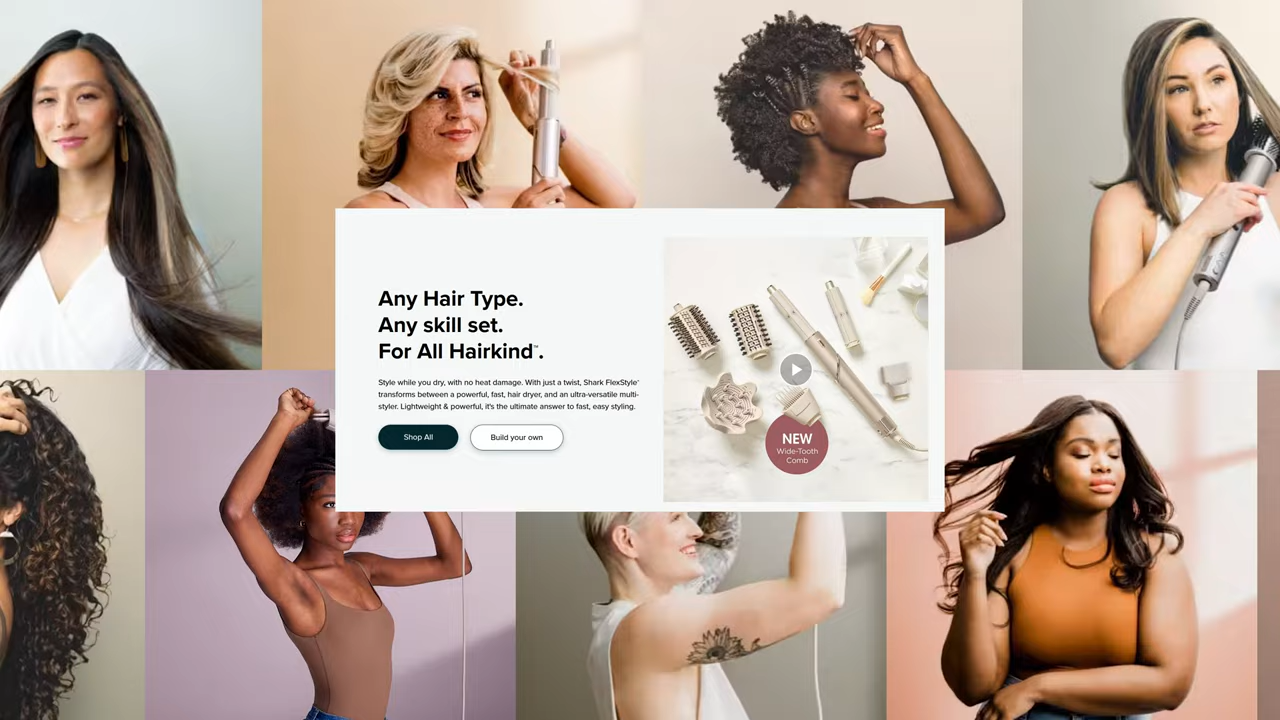 Any Hair Type.
Any skill set.
For All Hairkind™.
Style while you dry, with no heat damage. With just a twist, Shark FlexStyle™
transforms between a powerful, fast, hair dryer, and an ultra-versatile multi-
styler. Lightweight & powerful, it's the ultimate answer to fast, easy styling.
Shop All
Build your own
NEW
Wide-Tooth
Comb